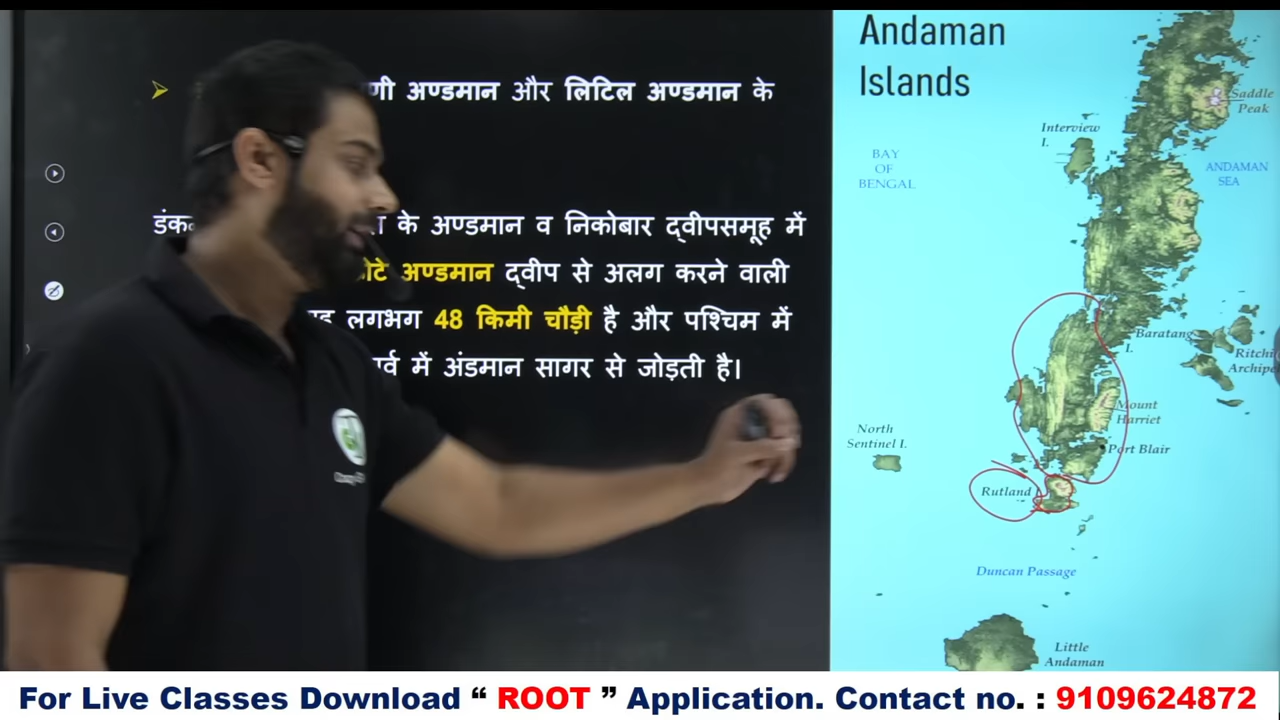 णी अण्डमान और लिटिल अण्डमान के
के अण्डमान व निकोबार द्वीपसमूह में
अण्डमान द्वीप से अलग करने वाली
लगभग 48 किमी चौड़ी है और पश्चिम में
में अंडमान सागर से जोड़ती है।
Andaman
Islands
Saddle
Peak
Interview
I.
BAY
OF
BENGAL
ANDAMAN
SEA
Baratang
I.
Ritchi
Archipel
Mount
Harriet
North
Sentinel I.
Port Blair
Rutland
Duncan Passage
Little
Andaman
For Live Classes Download “ ROOT ” Application. Contact no. : 9109624872